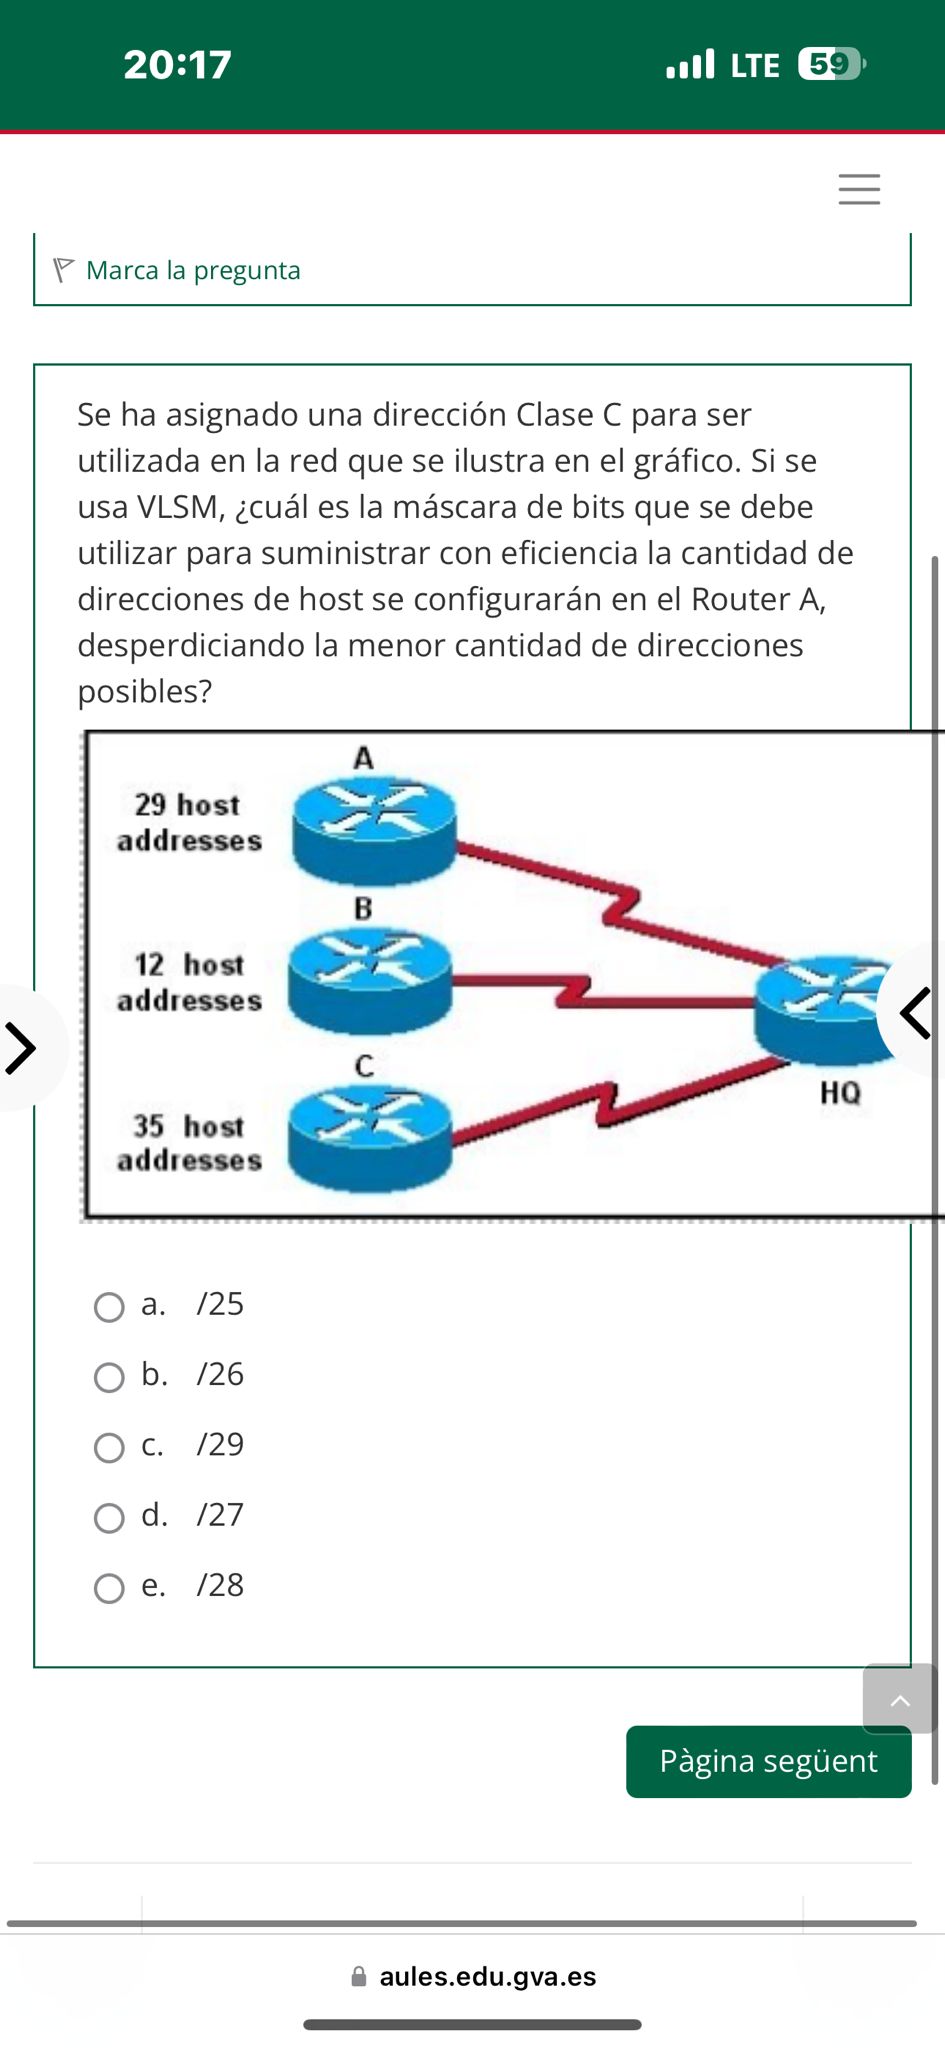 20:17
LTE 59
Marca la pregunta
Se ha asignado una dirección Clase C para ser
utilizada en la red que se ilustra en el gráfico. Si se
usa VLSM, ¿cuál es la máscara de bits que se debe
utilizar para suministrar con eficiencia la cantidad de
direcciones de host se configurarán en el Router A,
desperdiciando la menor cantidad de direcciones
posibles?
A
29 host
addresses
B
12 host
addresses
C
35 host
addresses
HQ
a. /25
b. /26
c. /29
d. /27
e. /28
Pàgina següent
aules.edu.gva.es